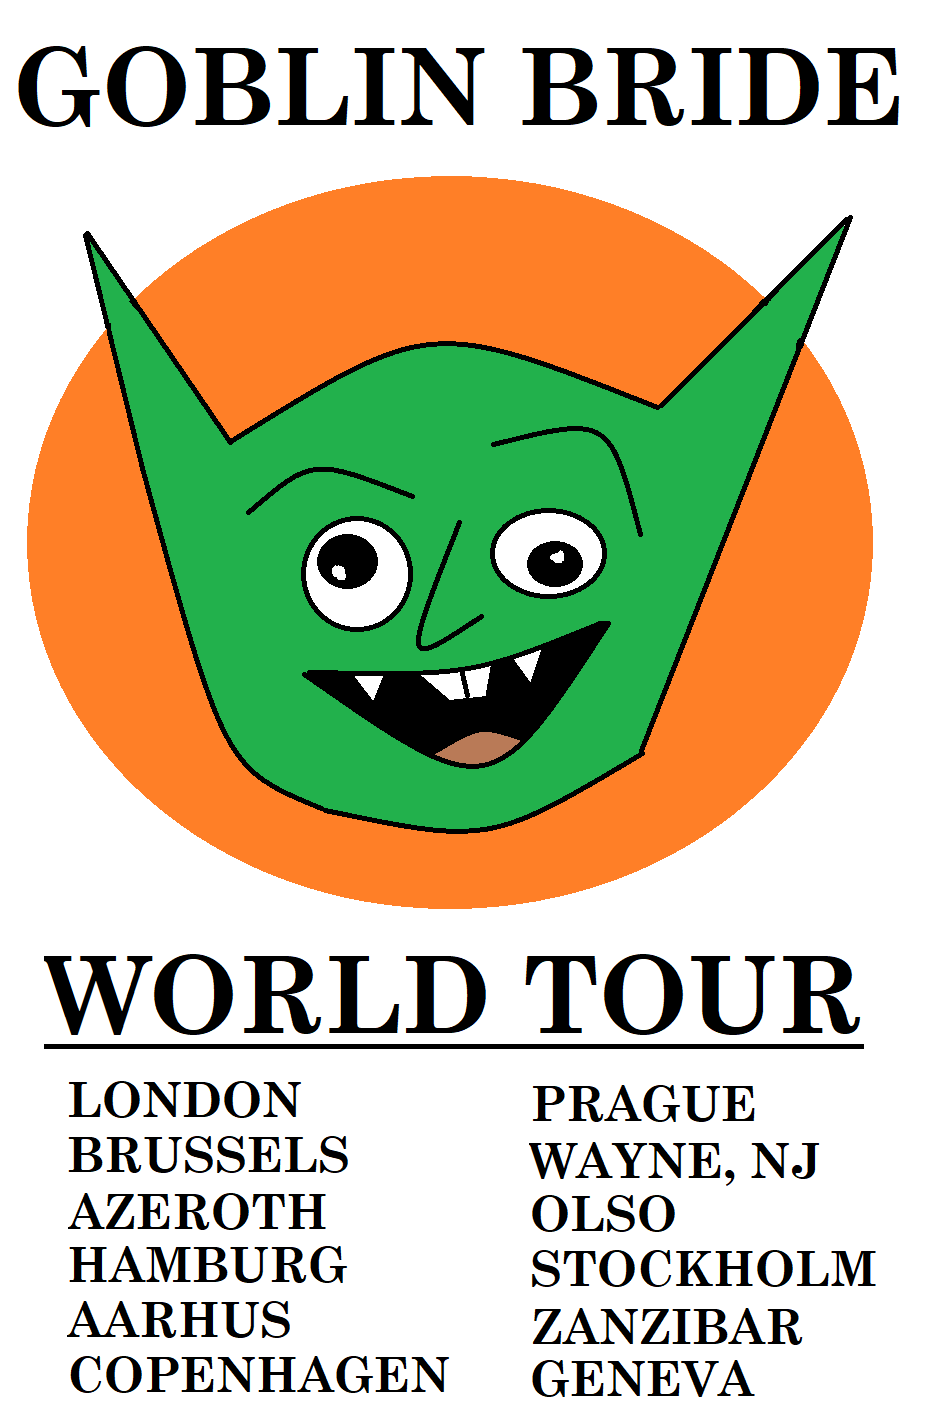 GOBLIN BRIDE
WORLD TOUR
LONDON
BRUSSELS
AZEROTH
HAMBURG
AARHUS
COPENHAGEN
PRAGUE
WAYNE, NJ
OLSO
STOCKHOLM
ZANZIBAR
GENEVA